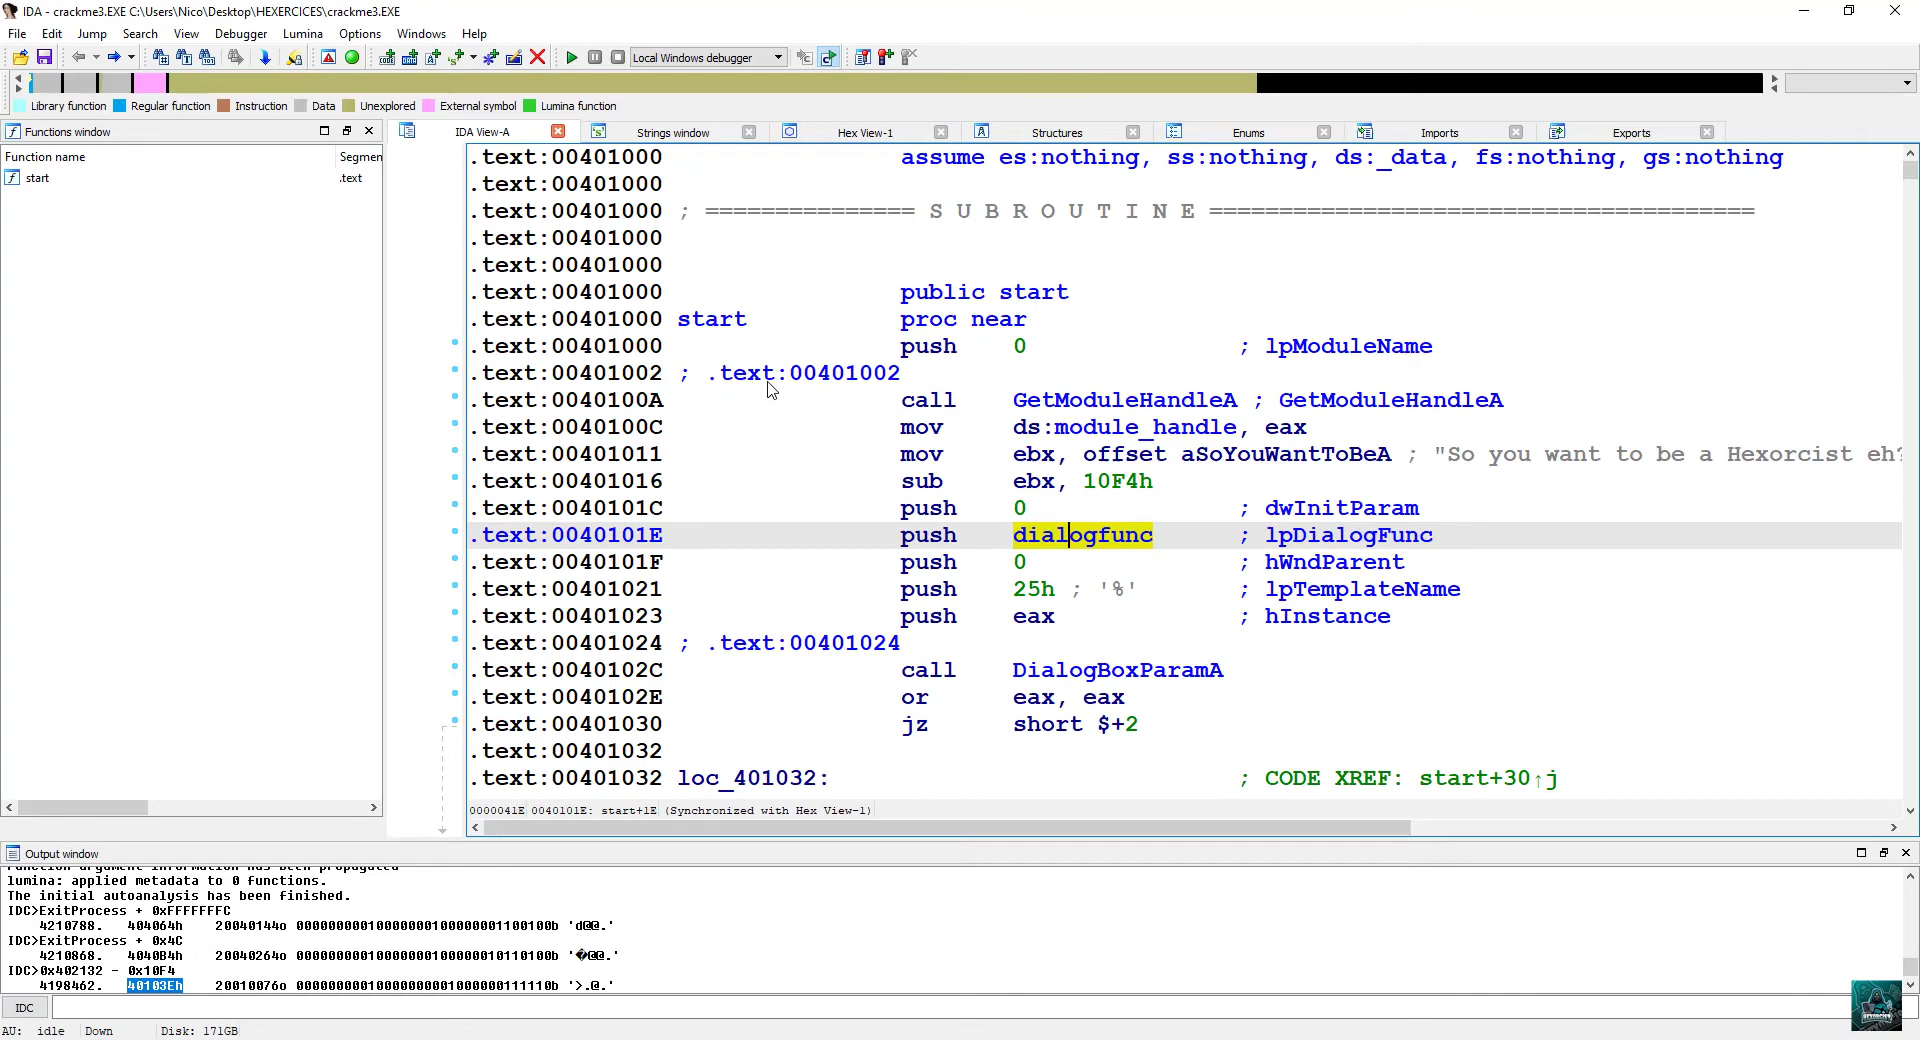 IDA - crackme3.EXE C:\Users\Nico\Desktop\HEXERCICES\crackme3.EXE
File Edit Jump Search View Debugger Lumina Options Windows Help
Local Windows debugger
Library function Regular function Instruction Data Unexplored External symbol Lumina function
Functions window IDA View-A Strings window Hex View-1 Structures Enums Imports Exports
Function name Segmen
start .text
.text:00401000 assume es:nothing, ss:nothing, ds:_data, fs:nothing, gs:nothing
.text:00401000
.text:00401000 ; =============== S U B R O U T I N E =======================================
.text:00401000
.text:00401000
.text:00401000 public start
.text:00401000 start proc near
.text:00401000 push 0 ; lpModuleName
.text:00401002 ; .text:00401002
.text:0040100A call GetModuleHandleA ; GetModuleHandleA
.text:0040100C mov ds:module_handle, eax
.text:00401011 mov ebx, offset aSoYouWantToBeA ; "So you want to be a Hexorcist eh?
.text:00401016 sub ebx, 10F4h
.text:0040101C push 0 ; dwInitParam
.text:0040101E push dialogfunc ; lpDialogFunc
.text:0040101F push 0 ; hWndParent
.text:00401021 push 25h ; '%' ; lpTemplateName
.text:00401023 push eax ; hInstance
.text:00401024 ; .text:00401024
.text:0040102C call DialogBoxParamA
.text:0040102E or eax, eax
.text:00401030 jz short $+2
.text:00401032
.text:00401032 loc_401032: ; CODE XREF: start+30↑j
0000041E 0040101E: start+1E (Synchronized with Hex View-1)
Output window
Function argument information has been propagated
lumina: applied metadata to 0 functions.
The initial autoanalysis has been finished.
IDC>ExitProcess + 0xFFFFFFFC
4210788. 404064h 20040144o 00000000010000000100000001100100b 'd@@.'
IDC>ExitProcess + 0x4C
4210868. 4040B4h 20040264o 00000000010000000100000010110100b '�@@.'
IDC>0x402132 - 0x10F4
4198462. 40103Eh 20010076o 00000000010000000001000000111110b '>.@.'
IDC
AU: idle Down Disk: 171GB
HEXORCIST